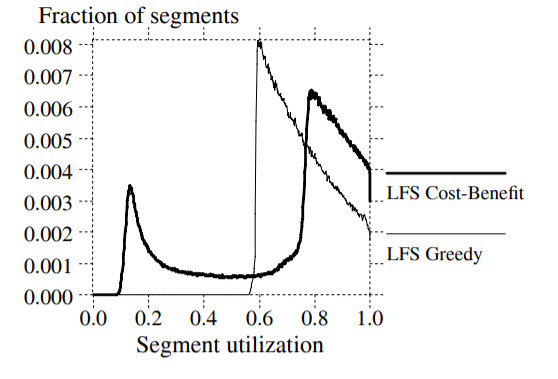 Fraction of segments
0.008
0.007
0.006
0.005
0.004
0.003
0.002
0.001
0.000
0.0 0.2 0.4 0.6 0.8 1.0
Segment utilization
LFS Cost-Benefit
LFS Greedy